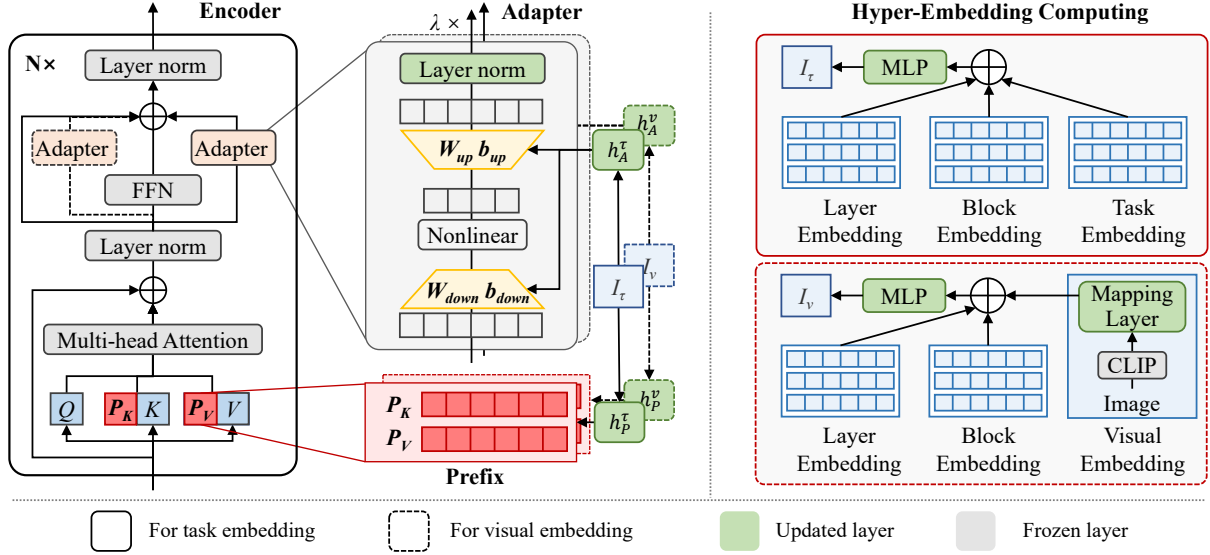 Encoder
N×
Layer norm
Adapter
Adapter
FFN
Layer norm
Multi-head Attention
Q
P_K
K
P_V
V
Adapter
λ ×
Layer norm
W_up b_up
Nonlinear
W_down b_down
h_A^v
h_A^τ
I_v
I_τ
h_P^v
h_P^τ
P_K
P_V
Prefix
Hyper-Embedding Computing
I_τ
MLP
Layer
Embedding
Block
Embedding
Task
Embedding
I_v
MLP
Mapping
Layer
CLIP
Image
Layer
Embedding
Block
Embedding
Visual
Embedding
For task embedding
For visual embedding
Updated layer
Frozen layer